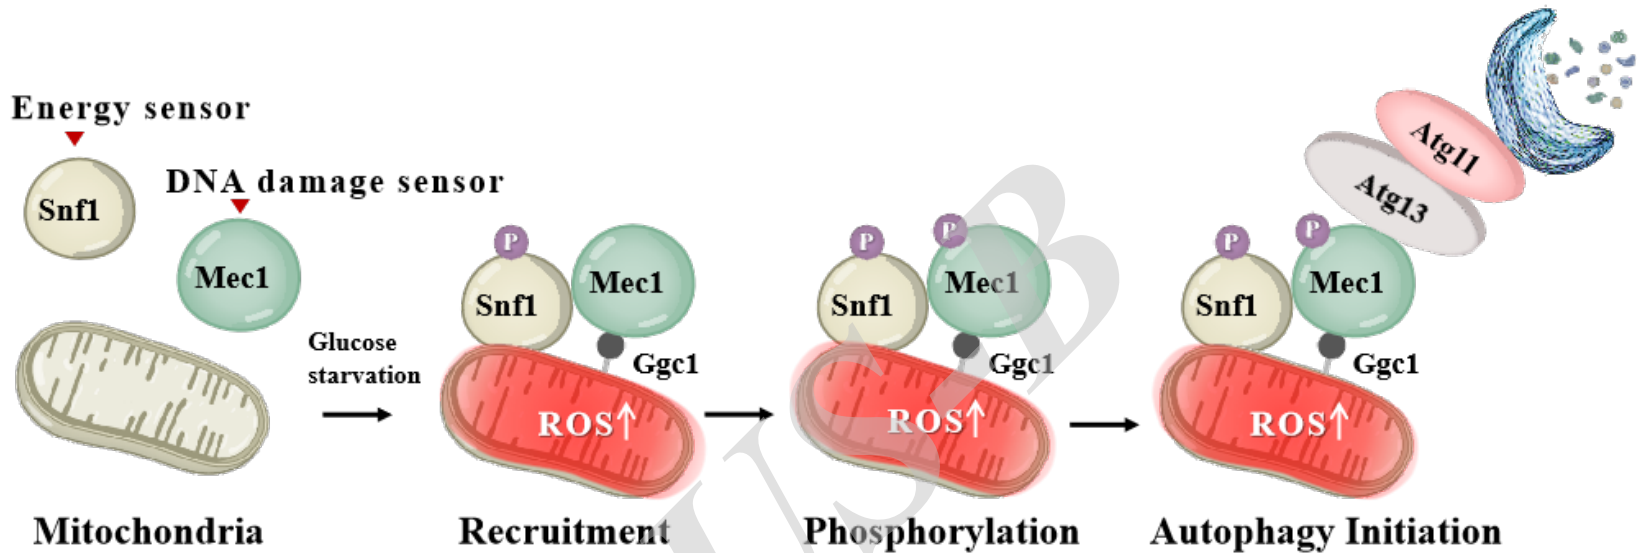 Energy sensor
Snf1
DNA damage sensor
Mec1
Glucose
starvation
Mitochondria
P
Snf1
Mec1
Ggc1
ROS↑
Recruitment
P
P
Snf1
Mec1
Ggc1
ROS↑
Phosphorylation
P
P
Snf1
Mec1
Atg13
Atg11
Ggc1
ROS↑
Autophagy Initiation